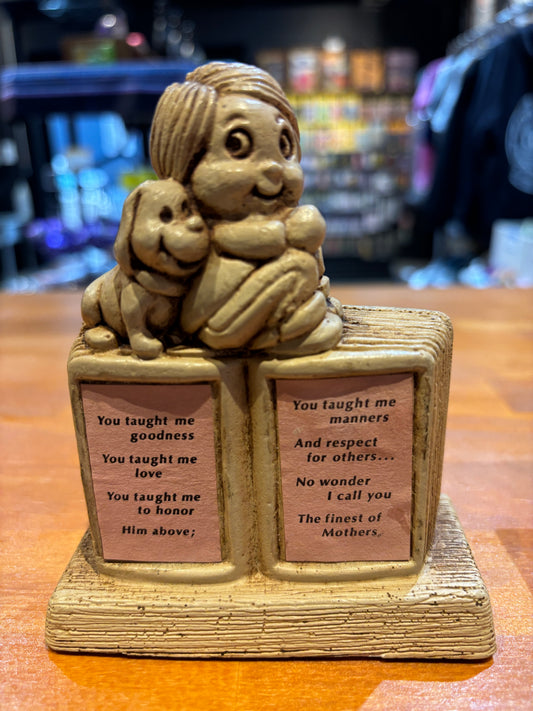 You taught me
goodness
You taught me
love
You taught me
to honor
Him above;
You taught me
manners
And respect
for others...
No wonder
I call you
The finest of
Mothers.